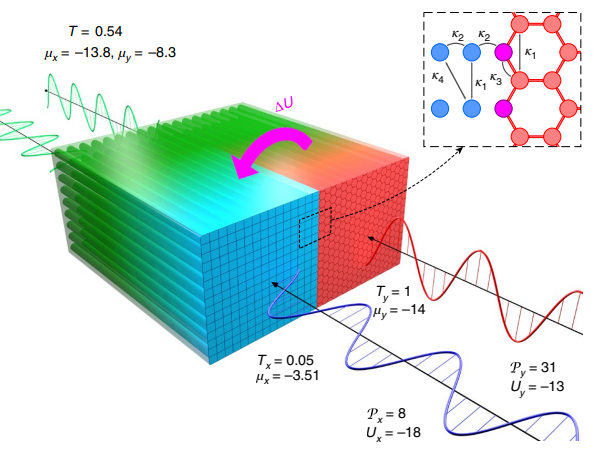 T = 0.54
μx = −13.8, μy = −8.3
ΔU
κ2 κ2
κ1
κ4 κ1 κ3
Ty = 1
μy = −14
Tx = 0.05
μx = −3.51
𝒫y = 31
Uy = −13
𝒫x = 8
Ux = −18